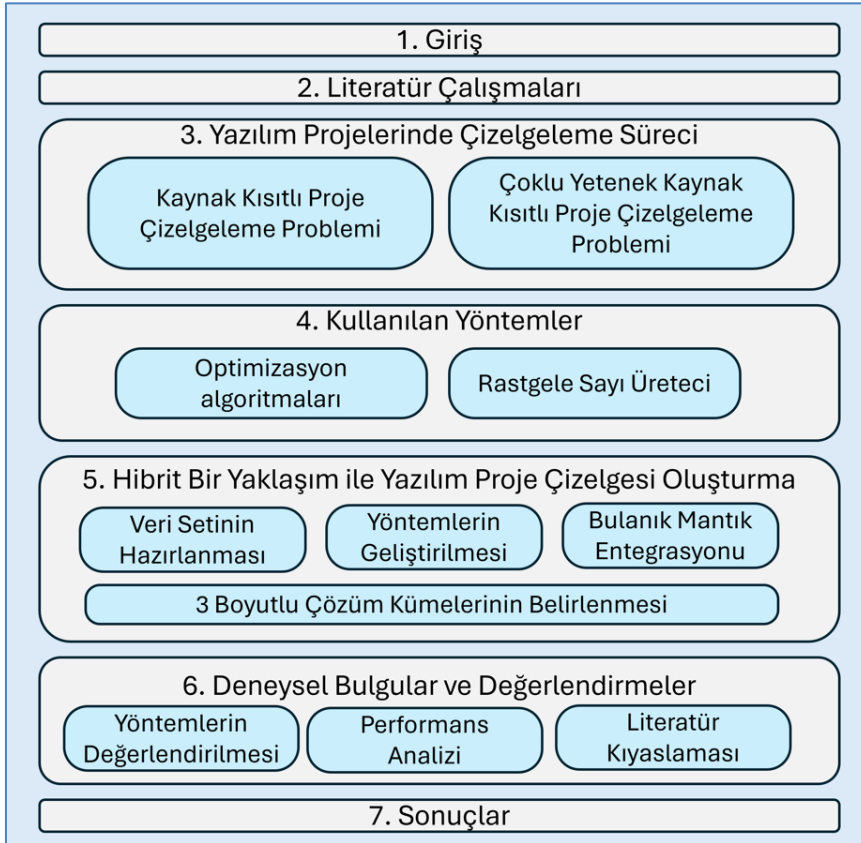 1. Giriş
2. Literatür Çalışmaları
3. Yazılım Projelerinde Çizelgeleme Süreci
Kaynak Kısıtlı Proje
Çizelgeleme Problemi
Çoklu Yetenek Kaynak
Kısıtlı Proje Çizelgeleme
Problemi
4. Kullanılan Yöntemler
Optimizasyon
algoritmaları
Rastgele Sayı Üreteci
5. Hibrit Bir Yaklaşım ile Yazılım Proje Çizelgesi Oluşturma
Veri Setinin
Hazırlanması
Yöntemlerin
Geliştirilmesi
Bulanık Mantık
Entegrasyonu
3 Boyutlu Çözüm Kümelerinin Belirlenmesi
6. Deneysel Bulgular ve Değerlendirmeler
Yöntemlerin
Değerlendirilmesi
Performans
Analizi
Literatür
Kıyaslaması
7. Sonuçlar